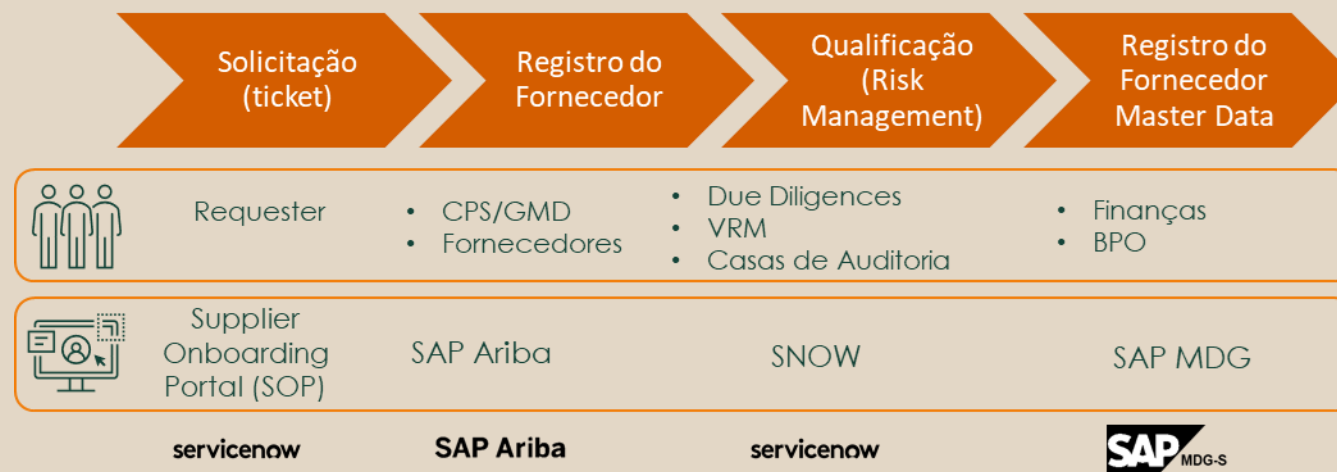 Solicitação
(ticket)
Registro do
Fornecedor
Qualificação
(Risk
Management)
Registro do
Fornecedor
Master Data
Requester
• CPS/GMD
• Fornecedores
• Due Diligences
• VRM
• Casas de Auditoria
• Finanças
• BPO
Supplier
Onboarding
Portal (SOP)
SAP Ariba
SNOW
SAP MDG
servicenow
SAP Ariba
servicenow
SAP MDG-S